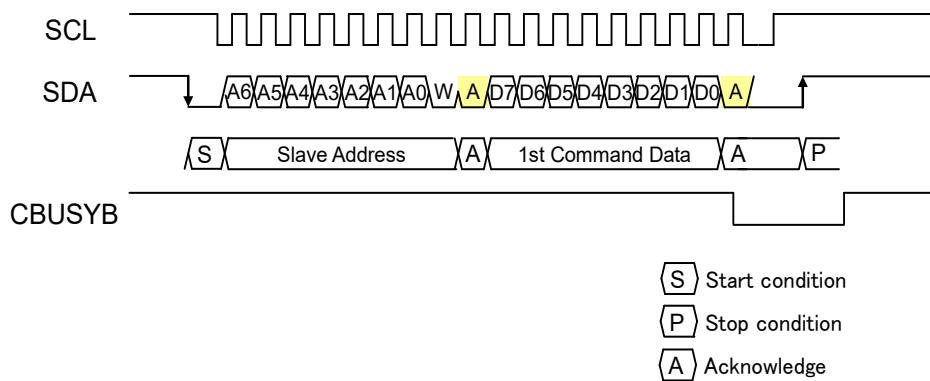 SCL
SDA A6 A5 A4 A3 A2 A1 A0 W A D7 D6 D5 D4 D3 D2 D1 D0 A
S Slave Address A 1st Command Data A P
CBUSYB
S Start condition
P Stop condition
A Acknowledge